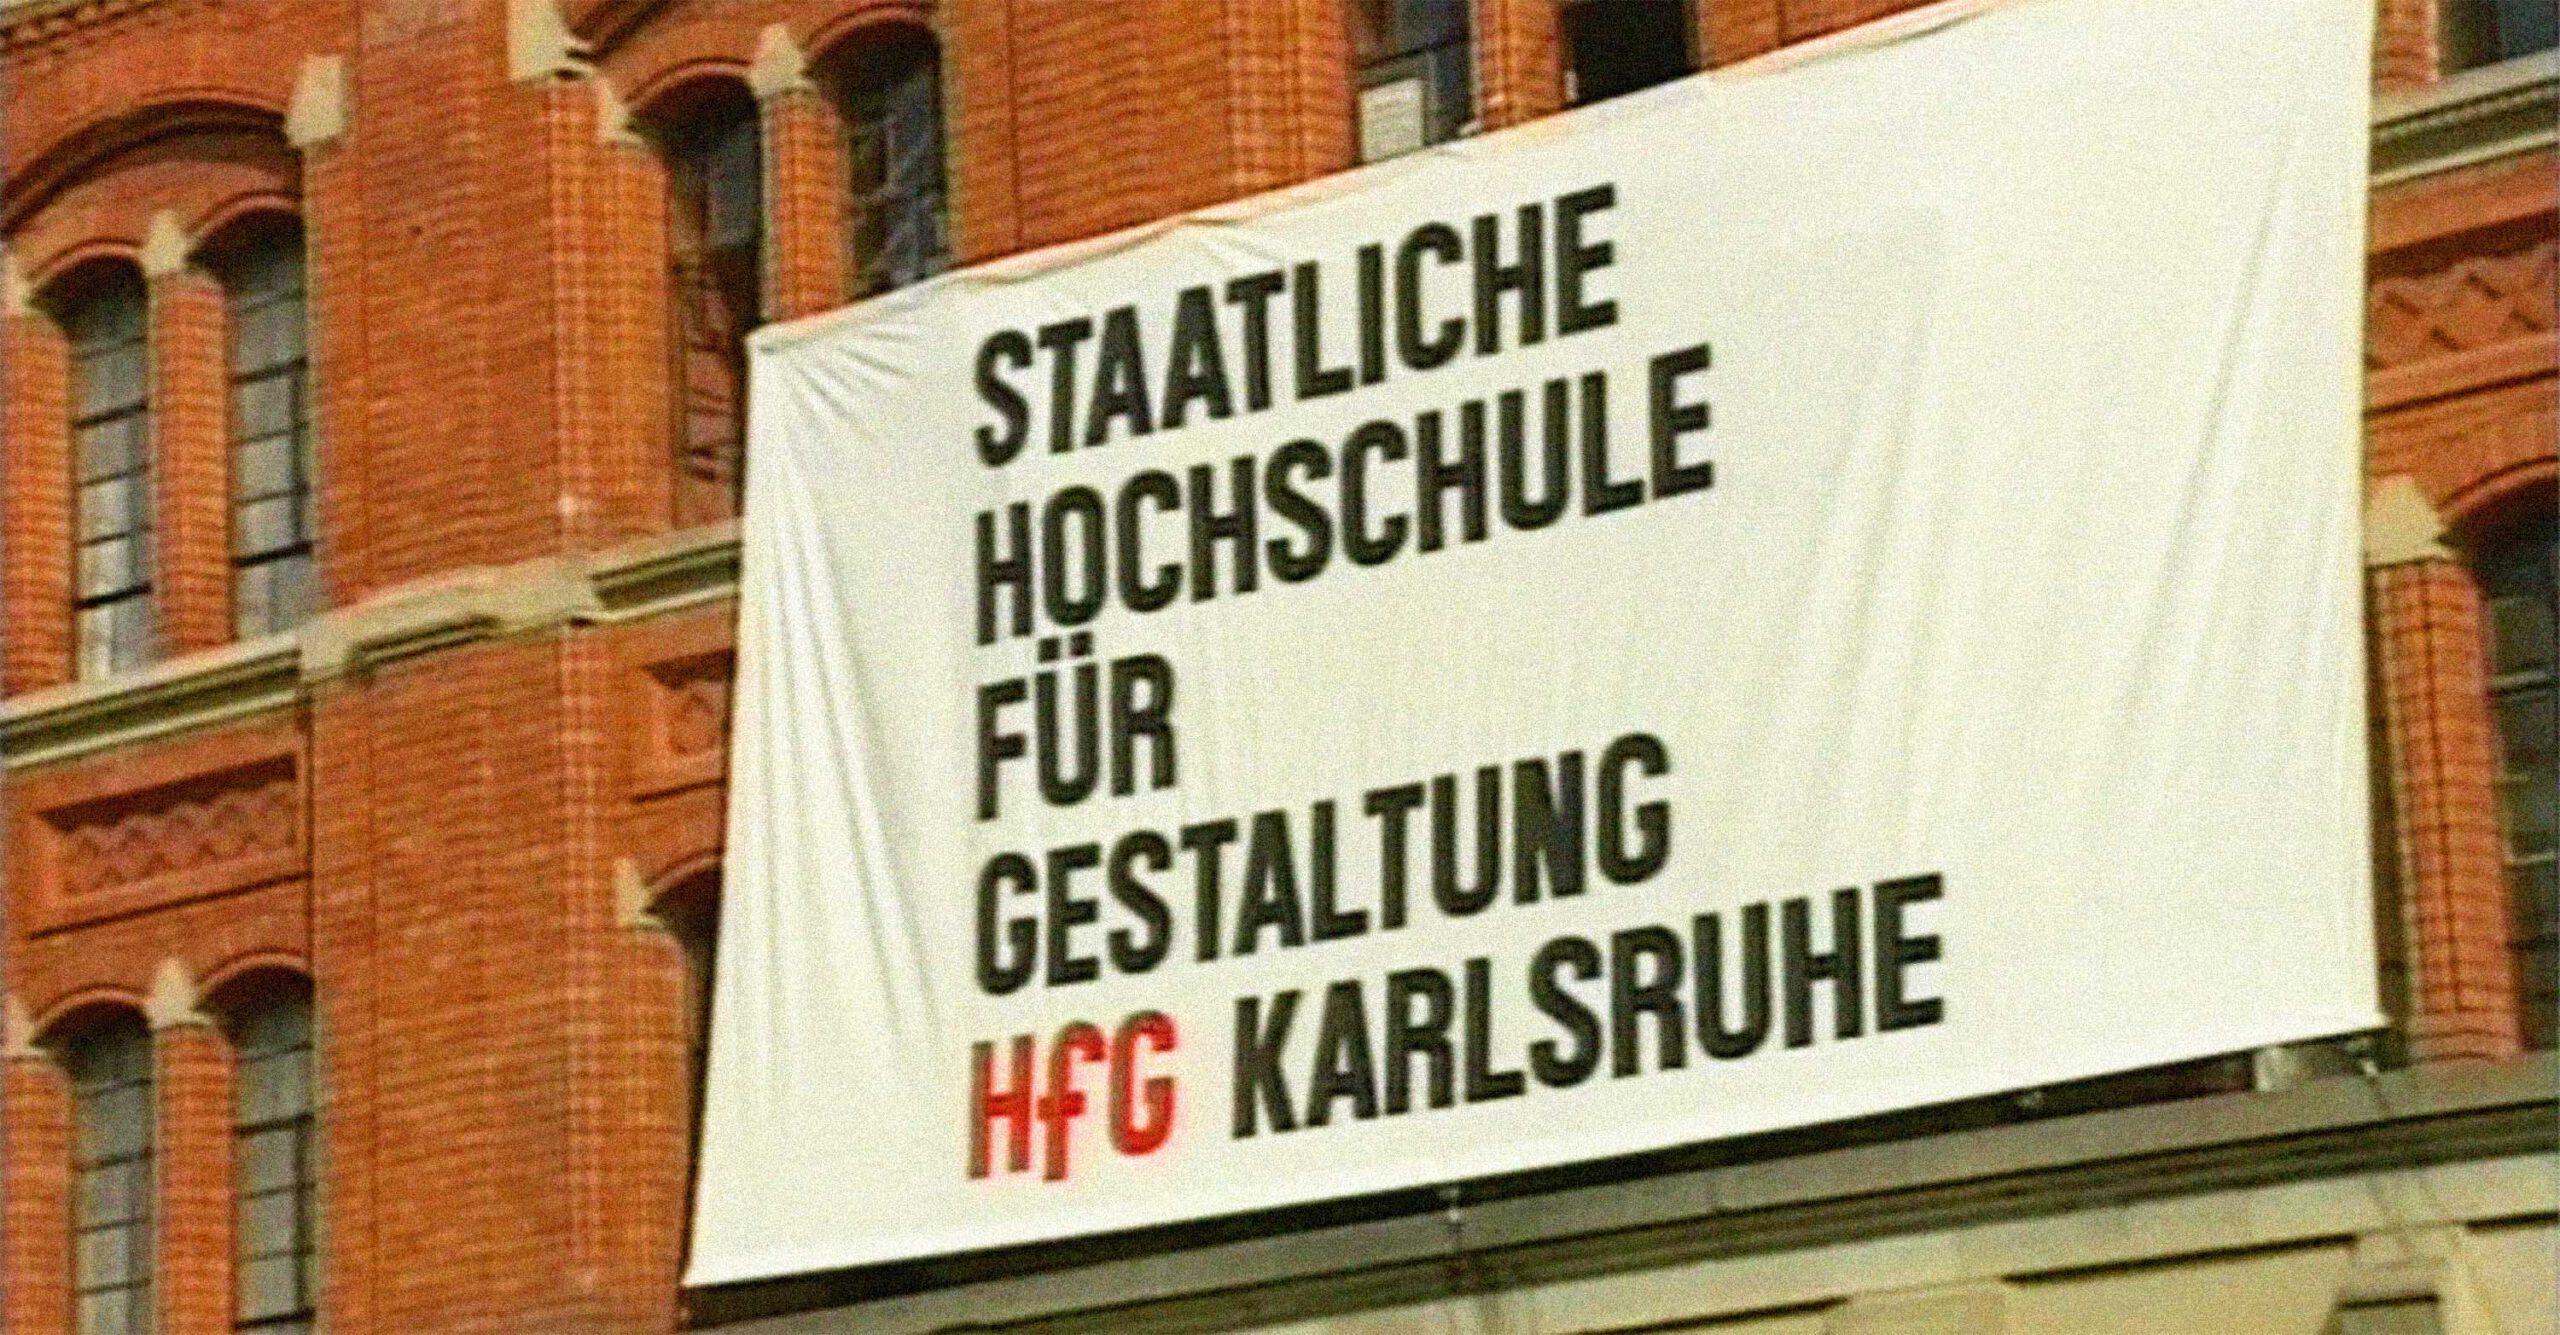 STAATLICHE
HOCHSCHULE
FÜR
GESTALTUNG
HfG KARLSRUHE